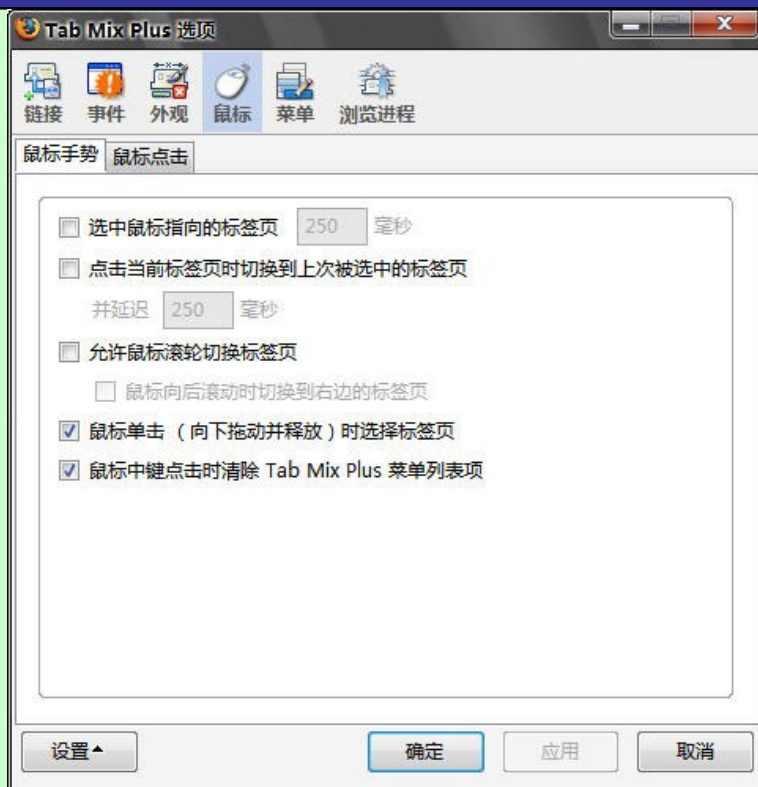 Tab Mix Plus 选项
链接 事件 外观 鼠标 菜单 浏览进程
鼠标手势 鼠标点击
选中鼠标指向的标签页 250 毫秒
点击当前标签页时切换到上次被选中的标签页
并延迟 250 毫秒
允许鼠标滚轮切换标签页
鼠标向后滚动时切换到右边的标签页
鼠标单击 （向下拖动并释放）时选择标签页
鼠标中键点击时清除 Tab Mix Plus 菜单列表项
设置 确定 应用 取消